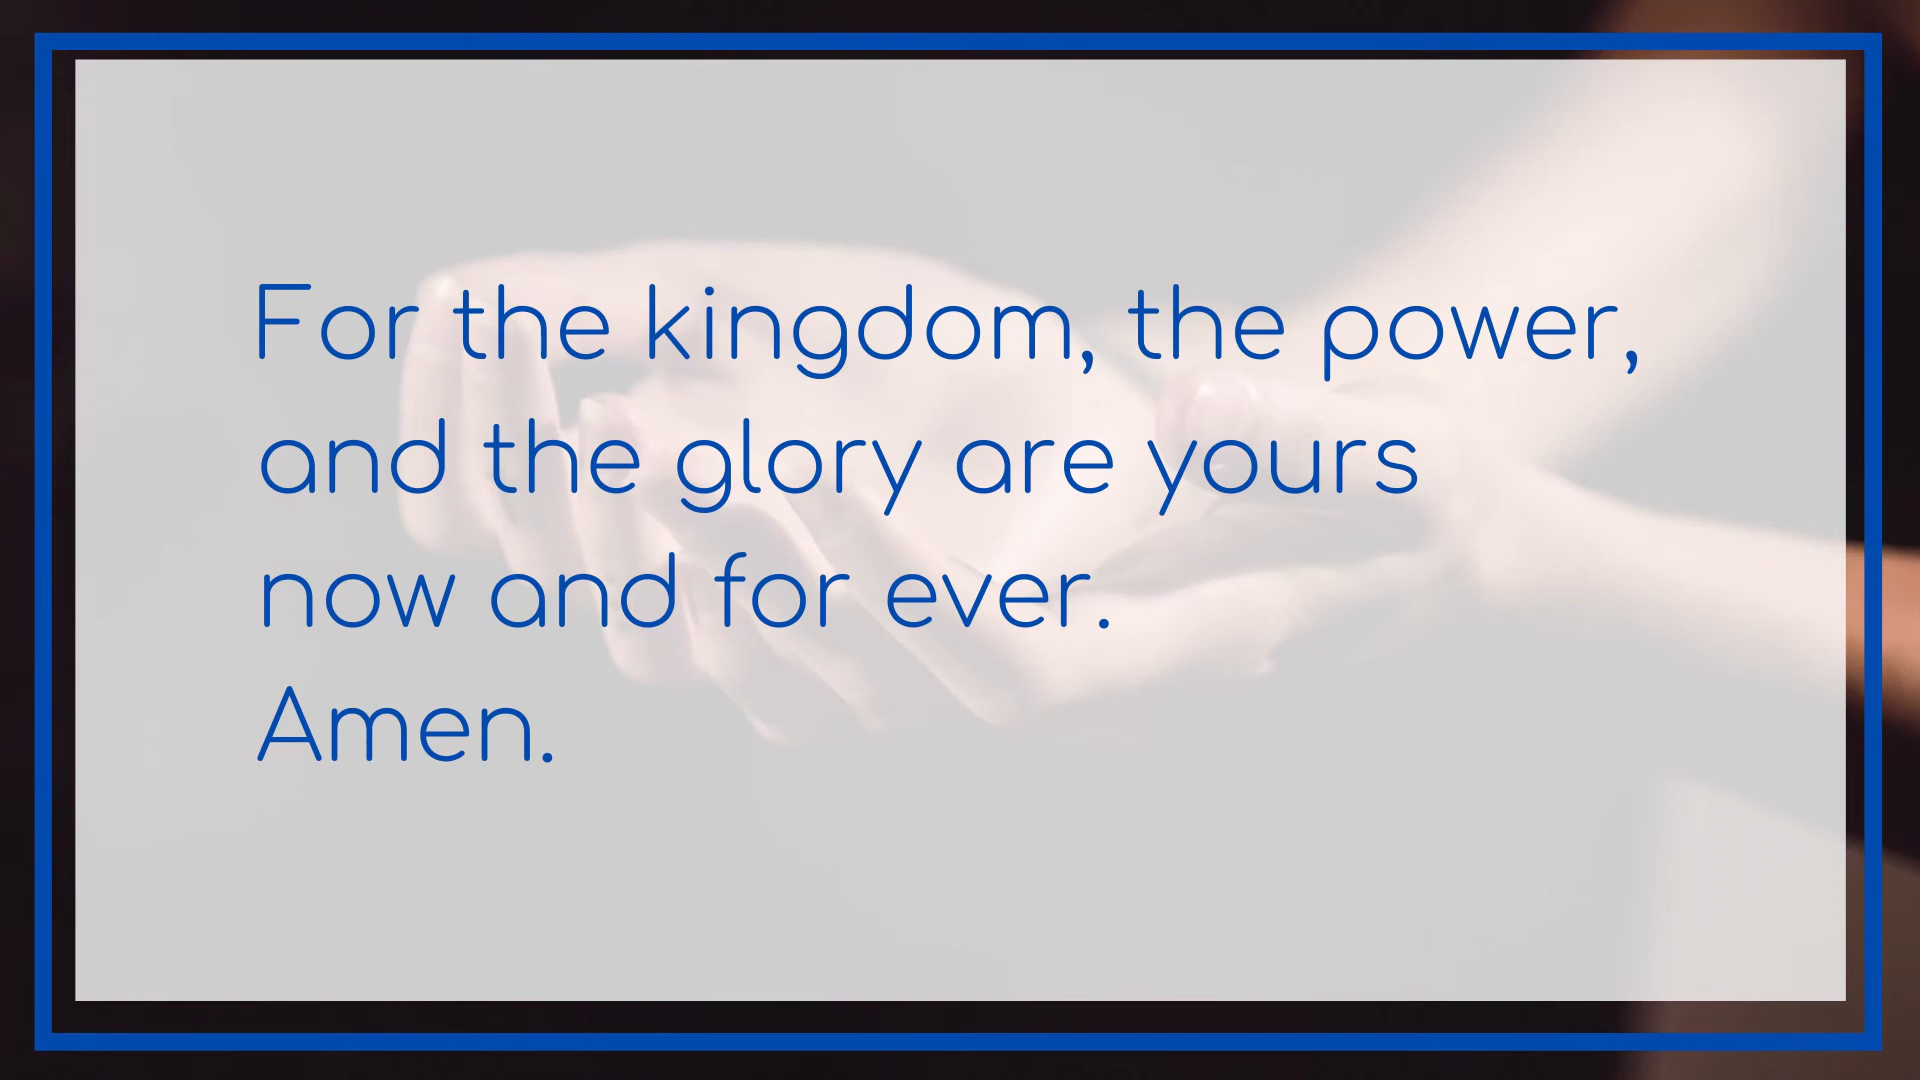 For the kingdom, the power,
and the glory are yours
now and for ever.
Amen.